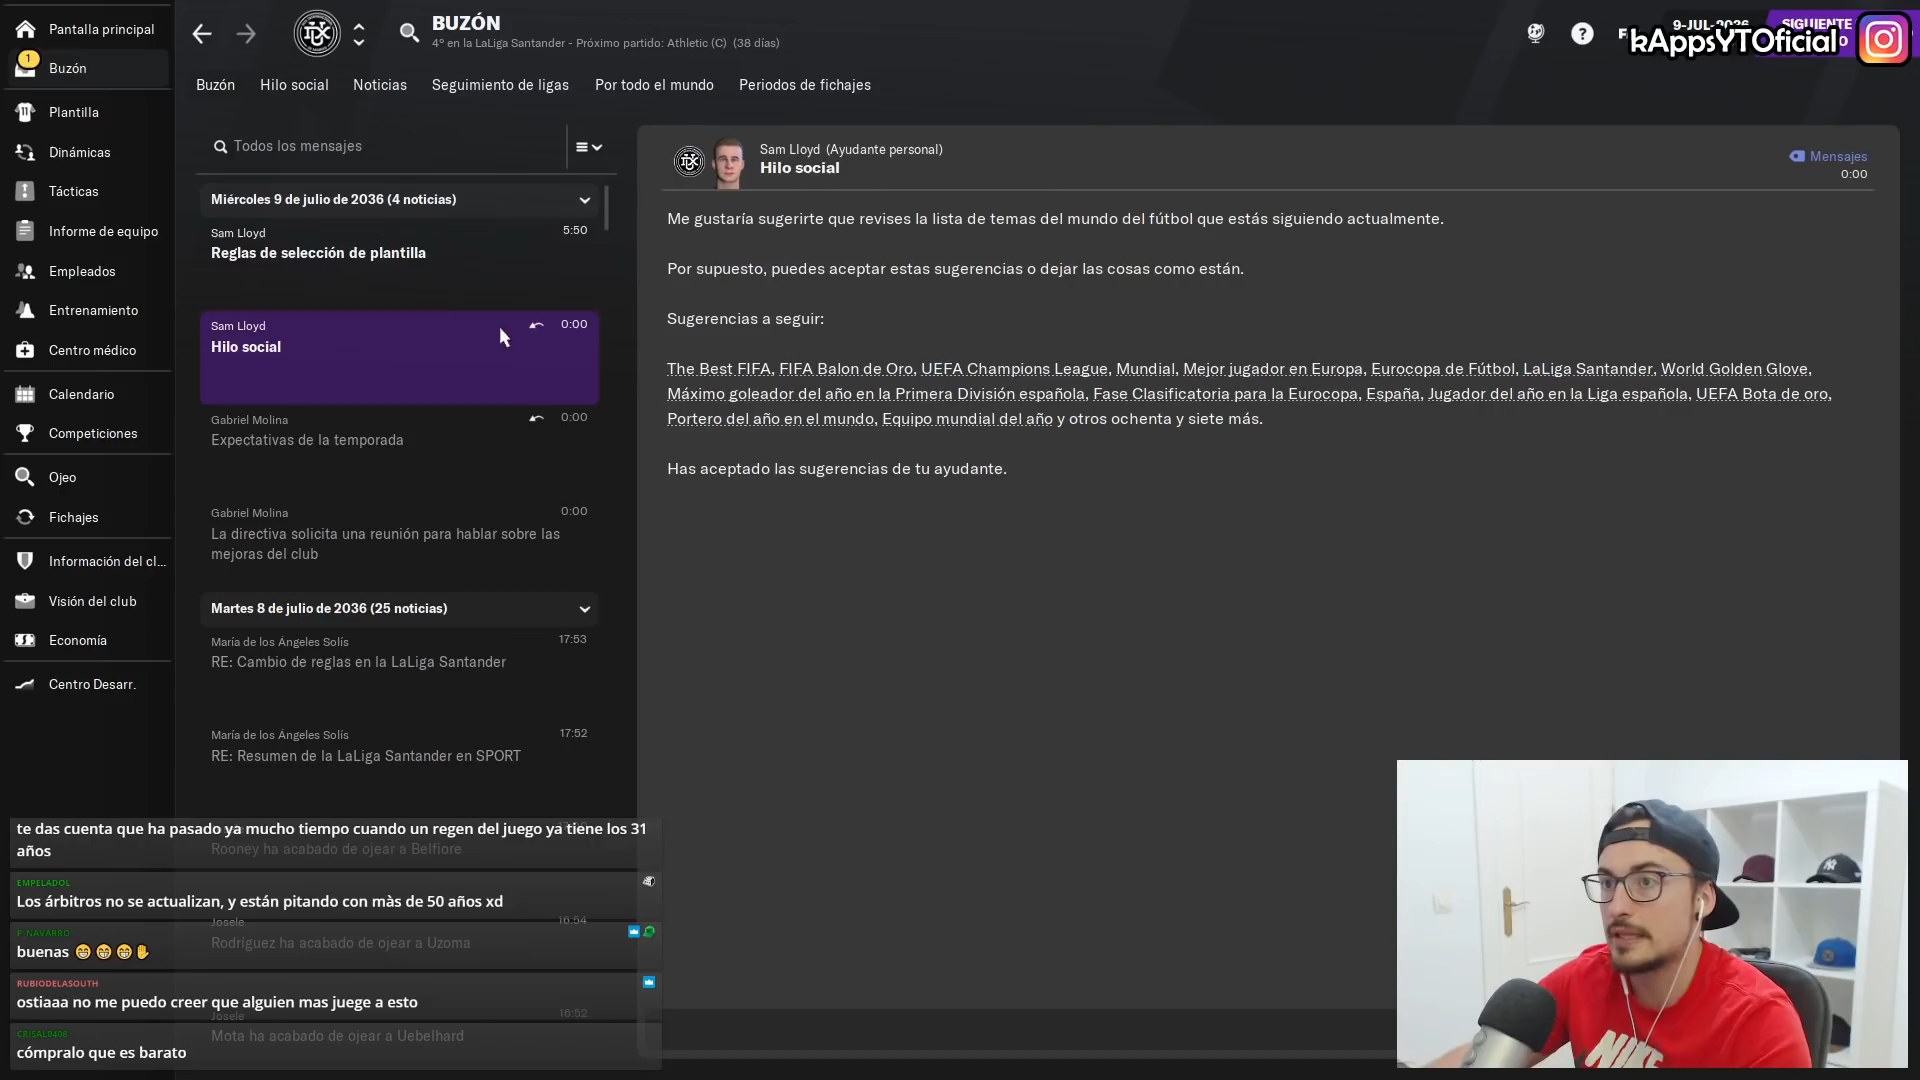 Pantalla principal
1
Buzón
Plantilla
Dinámicas
Tácticas
Informe de equipo
Empleados
Entrenamiento
Centro médico
Calendario
Competiciones
Ojeo
Fichajes
Información del cl...
Visión del club
Economía
Centro Desarr.
BUZÓN
4º en la LaLiga Santander - Próximo partido: Athletic (C) (38 días)
9-JUL-2036
SIGUIENTE
kAppsYTOficial
Buzón
Hilo social
Noticias
Seguimiento de ligas
Por todo el mundo
Periodos de fichajes
Todos los mensajes
Miércoles 9 de julio de 2036 (4 noticias)
Sam Lloyd 5:50
Reglas de selección de plantilla
Sam Lloyd 0:00
Hilo social
Gabriel Molina 0:00
Expectativas de la temporada
Gabriel Molina 0:00
La directiva solicita una reunión para hablar sobre las
mejoras del club
Martes 8 de julio de 2036 (25 noticias)
María de los Ángeles Solís 17:53
RE: Cambio de reglas en la LaLiga Santander
María de los Ángeles Solís 17:52
RE: Resumen de la LaLiga Santander en SPORT
Rooney ha acabado de ojear a Belfiore
Josele 16:54
Rodríguez ha acabado de ojear a Uzoma
Josele 16:52
Mota ha acabado de ojear a Uebelhard
Sam Lloyd (Ayudante personal)
Hilo social
Mensajes
0:00
Me gustaría sugerirte que revises la lista de temas del mundo del fútbol que estás siguiendo actualmente.
Por supuesto, puedes aceptar estas sugerencias o dejar las cosas como están.
Sugerencias a seguir:
The Best FIFA, FIFA Balon de Oro, UEFA Champions League, Mundial, Mejor jugador en Europa, Eurocopa de Fútbol, LaLiga Santander, World Golden Glove,
Máximo goleador del año en la Primera División española, Fase Clasificatoria para la Eurocopa, España, Jugador del año en la Liga española, UEFA Bota de oro,
Portero del año en el mundo, Equipo mundial del año y otros ochenta y siete más.
Has aceptado las sugerencias de tu ayudante.
te das cuenta que ha pasado ya mucho tiempo cuando un regen del juego ya tiene los 31
años
EMPELADOL
Los árbitros no se actualizan, y están pitando con màs de 50 años xd
P_NAVARRO
buenas 😁😁😁✋
RUBIODELASOUTH
ostiaaa no me puedo creer que alguien mas juege a esto
CRISAL0408
cómpralo que es barato
NIKE